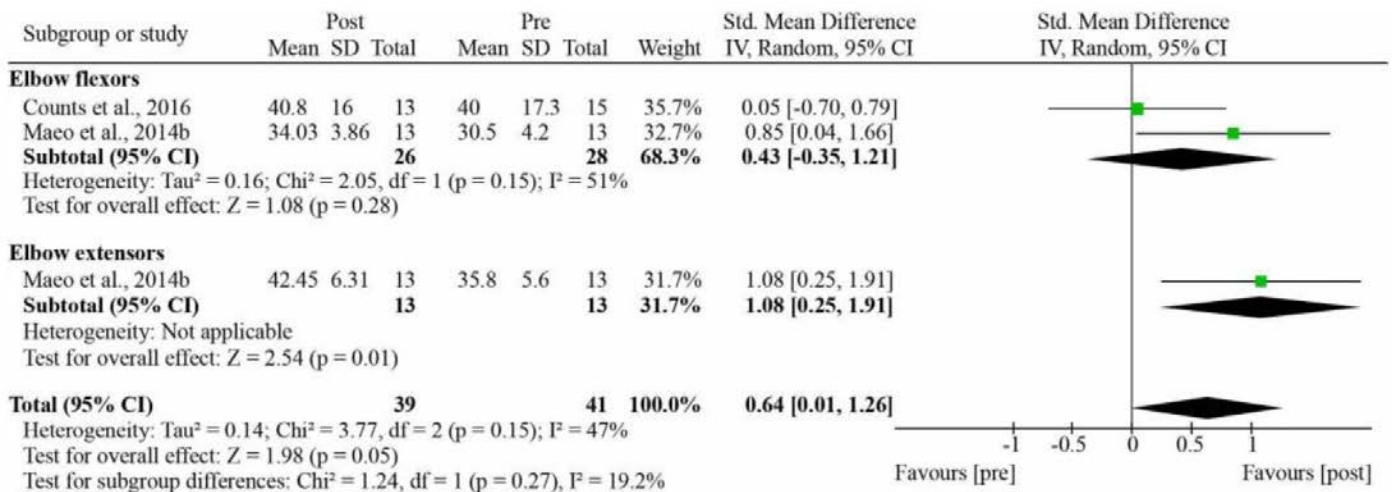 Subgroup or study Post Pre Std. Mean Difference Std. Mean Difference
Mean SD Total Mean SD Total Weight IV, Random, 95% CI IV, Random, 95% CI
Elbow flexors
Counts et al., 2016 40.8 16 13 40 17.3 15 35.7% 0.05 [-0.70, 0.79]
Maeo et al., 2014b 34.03 3.86 13 30.5 4.2 13 32.7% 0.85 [0.04, 1.66]
Subtotal (95% CI) 26 28 68.3% 0.43 [-0.35, 1.21]
Heterogeneity: Tau² = 0.16; Chi² = 2.05, df = 1 (p = 0.15); I² = 51%
Test for overall effect: Z = 1.08 (p = 0.28)
Elbow extensors
Maeo et al., 2014b 42.45 6.31 13 35.8 5.6 13 31.7% 1.08 [0.25, 1.91]
Subtotal (95% CI) 13 13 31.7% 1.08 [0.25, 1.91]
Heterogeneity: Not applicable
Test for overall effect: Z = 2.54 (p = 0.01)
Total (95% CI) 39 41 100.0% 0.64 [0.01, 1.26]
Heterogeneity: Tau² = 0.14; Chi² = 3.77, df = 2 (p = 0.15); I² = 47%
Test for overall effect: Z = 1.98 (p = 0.05)
Test for subgroup differences: Chi² = 1.24, df = 1 (p = 0.27), I² = 19.2%
-1 -0.5 0 0.5 1
Favours [pre] Favours [post]